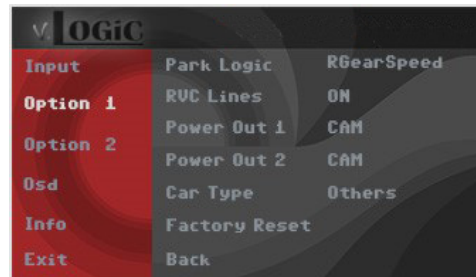 V.LOGiC
Input
Option 1
Option 2
Osd
Info
Exit
Park Logic RGearSpeed
RVC Lines ON
Power Out 1 CAM
Power Out 2 CAM
Car Type Others
Factory Reset
Back